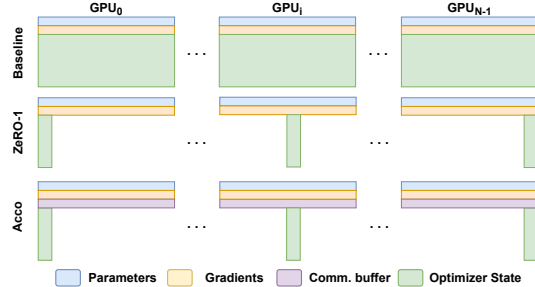 GPU0 GPUi GPUN-1
Baseline
. . . . . .
ZeRO-1
. . . . . .
Acco
. . . . . .
Parameters Gradients Comm. buffer Optimizer State